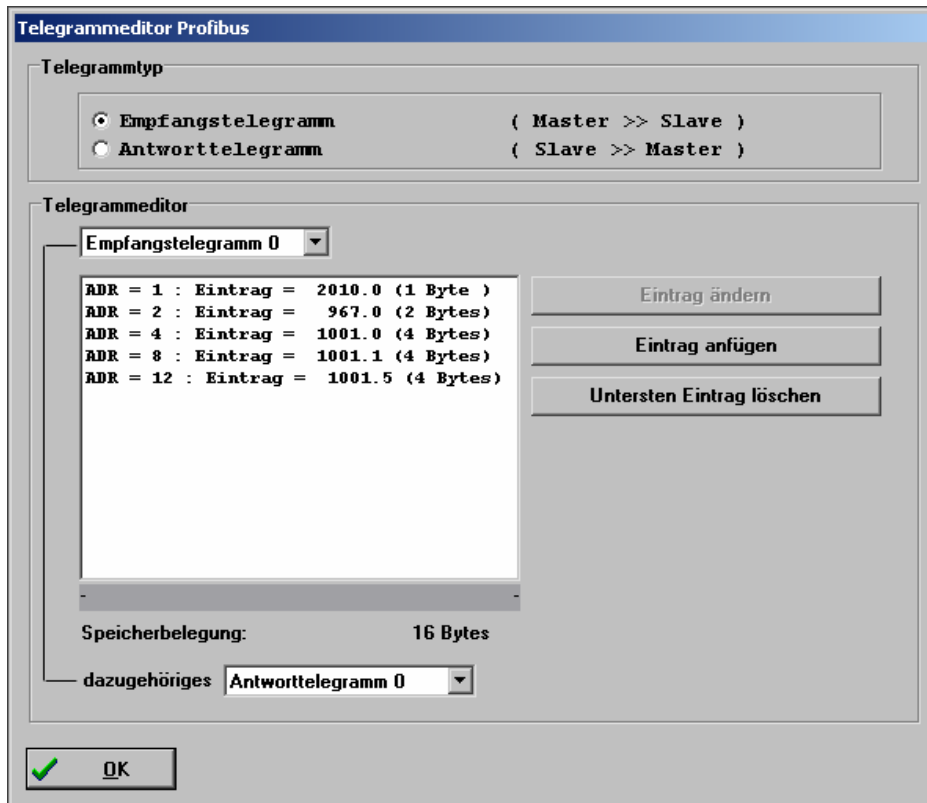 Telegrammeditor Profibus
Telegrammtyp
Empfangstelegramm ( Master >> Slave )
Antworttelegramm ( Slave >> Master )
Telegrammeditor
Empfangstelegramm 0
ADR = 1 : Eintrag = 2010.0 (1 Byte )
ADR = 2 : Eintrag = 967.0 (2 Bytes)
ADR = 4 : Eintrag = 1001.0 (4 Bytes)
ADR = 8 : Eintrag = 1001.1 (4 Bytes)
ADR = 12 : Eintrag = 1001.5 (4 Bytes)
Eintrag ändern
Eintrag anfügen
Untersten Eintrag löschen
- -
Speicherbelegung: 16 Bytes
dazugehöriges Antworttelegramm 0
OK